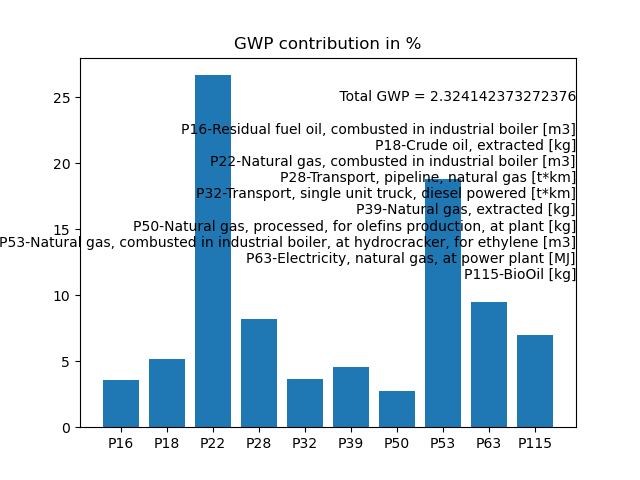 GWP contribution in %
Total GWP = 2.324142373272376
P16-Residual fuel oil, combusted in industrial boiler [m3]
P18-Crude oil, extracted [kg]
P22-Natural gas, combusted in industrial boiler [m3]
P28-Transport, pipeline, natural gas [t*km]
P32-Transport, single unit truck, diesel powered [t*km]
P39-Natural gas, extracted [kg]
P50-Natural gas, processed, for olefins production, at plant [kg]
P53-Natural gas, combusted in industrial boiler, at hydrocracker, for ethylene [m3]
P63-Electricity, natural gas, at power plant [MJ]
P115-BioOil [kg]
25
20
15
10
5
0
P16 P18 P22 P28 P32 P39 P50 P53 P63 P115